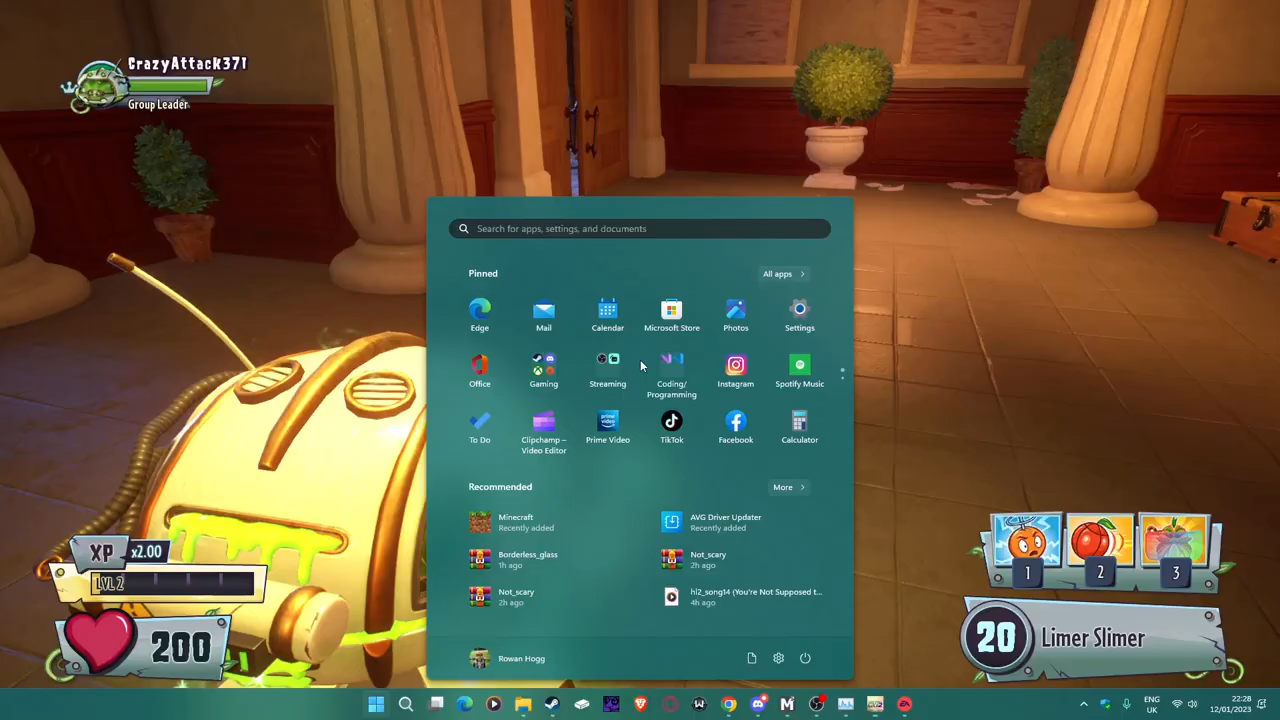 CrazyAttack371
Group Leader
Search for apps, settings, and documents
Pinned
All apps
Edge
Mail
Calendar
Microsoft Store
Photos
Settings
Office
Gaming
Streaming
Coding/
Programming
Instagram
Spotify Music
To Do
Clipchamp –
Video Editor
prime video
Prime Video
TikTok
Facebook
Calculator
Recommended
More
Minecraft
Recently added
AVG Driver Updater
Recently added
Borderless_glass
1h ago
Not_scary
2h ago
Not_scary
2h ago
hl2_song14 (You're Not Supposed t...
4h ago
Rowan Hogg
XP x2.00
LVL 2
200
1 2 3
20 Limer Slimer
ENG
UK
22:28
12/01/2023